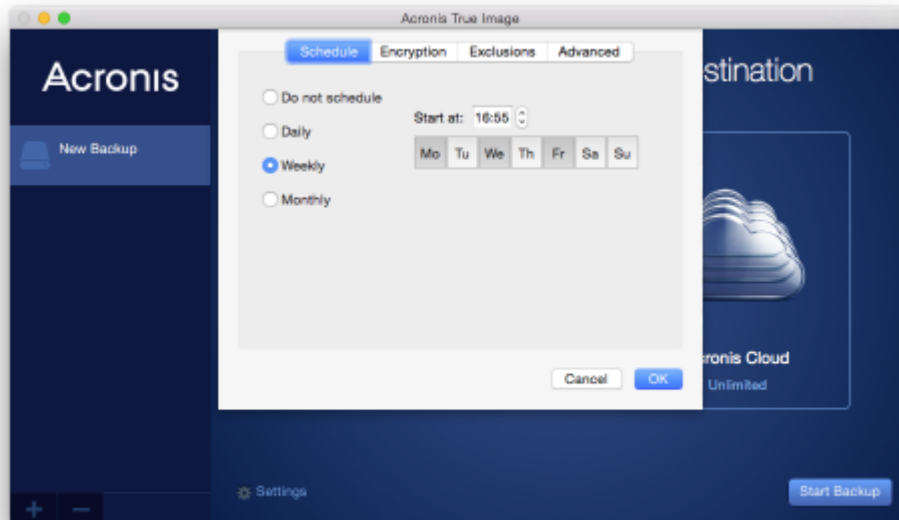 Acronis True Image
Acronis
New Backup
Schedule Encryption Exclusions Advanced
Do not schedule
Daily
Weekly
Monthly
Start at: 16:55
Mo Tu We Th Fr Sa Su
Cancel OK
stination
ronis Cloud
Unlimited
Settings
Start Backup